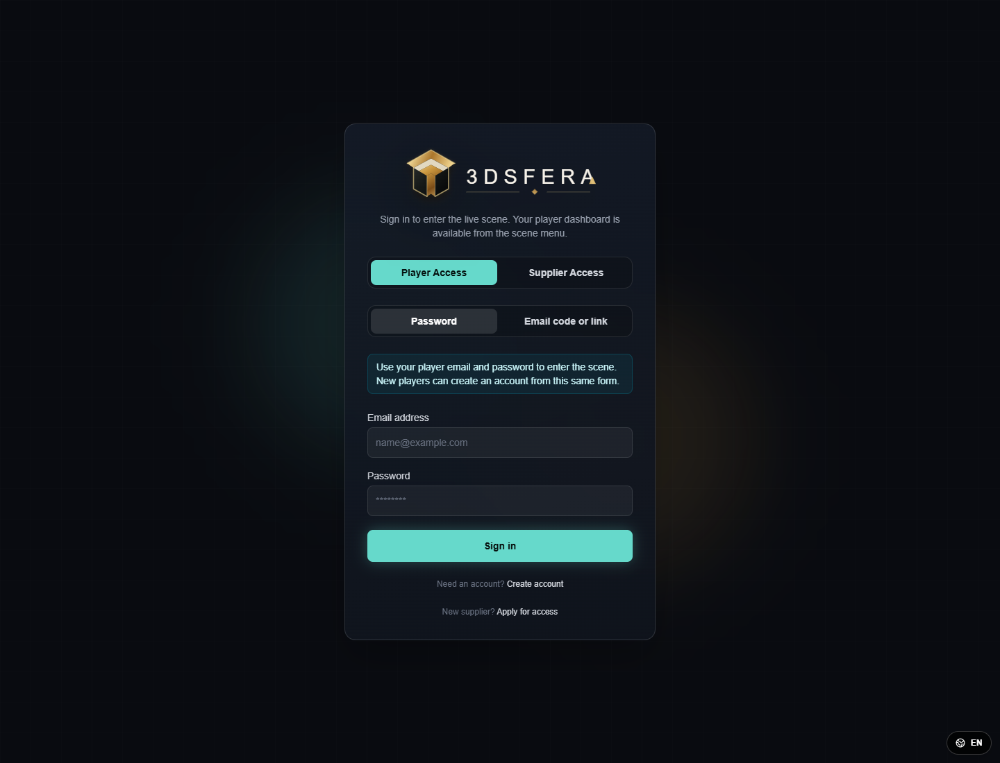 3DSFERA
Sign in to enter the live scene. Your player dashboard is
available from the scene menu.
Player Access
Supplier Access
Password
Email code or link
Use your player email and password to enter the scene.
New players can create an account from this same form.
Email address
name@example.com
Password
********
Sign in
Need an account? Create account
New supplier? Apply for access
EN